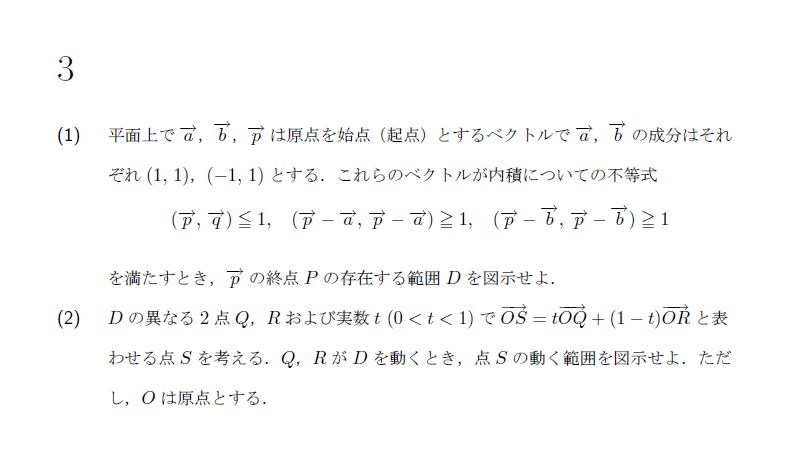 3
(1) 平面上で $\overrightarrow{a}$, $\overrightarrow{b}$, $\overrightarrow{p}$ は原点を始点（起点）とするベクトルで $\overrightarrow{a}$, $\overrightarrow{b}$ の成分はそれ
ぞれ (1, 1), (−1, 1) とする．これらのベクトルが内積についての不等式
$(\overrightarrow{p}, \overrightarrow{q}) \leqq 1, \quad (\overrightarrow{p} - \overrightarrow{a}, \overrightarrow{p} - \overrightarrow{a}) \geqq 1, \quad (\overrightarrow{p} - \overrightarrow{b}, \overrightarrow{p} - \overrightarrow{b}) \geqq 1$
を満たすとき，$\overrightarrow{p}$ の終点 P の存在する範囲 D を図示せよ．
(2) D の異なる 2 点 Q, R および実数 t (0 < t < 1) で $\overrightarrow{OS} = t\overrightarrow{OQ} + (1 - t)\overrightarrow{OR}$ と表
わせる点 S を考える．Q, R が D を動くとき，点 S の動く範囲を図示せよ．ただ
し，O は原点とする．